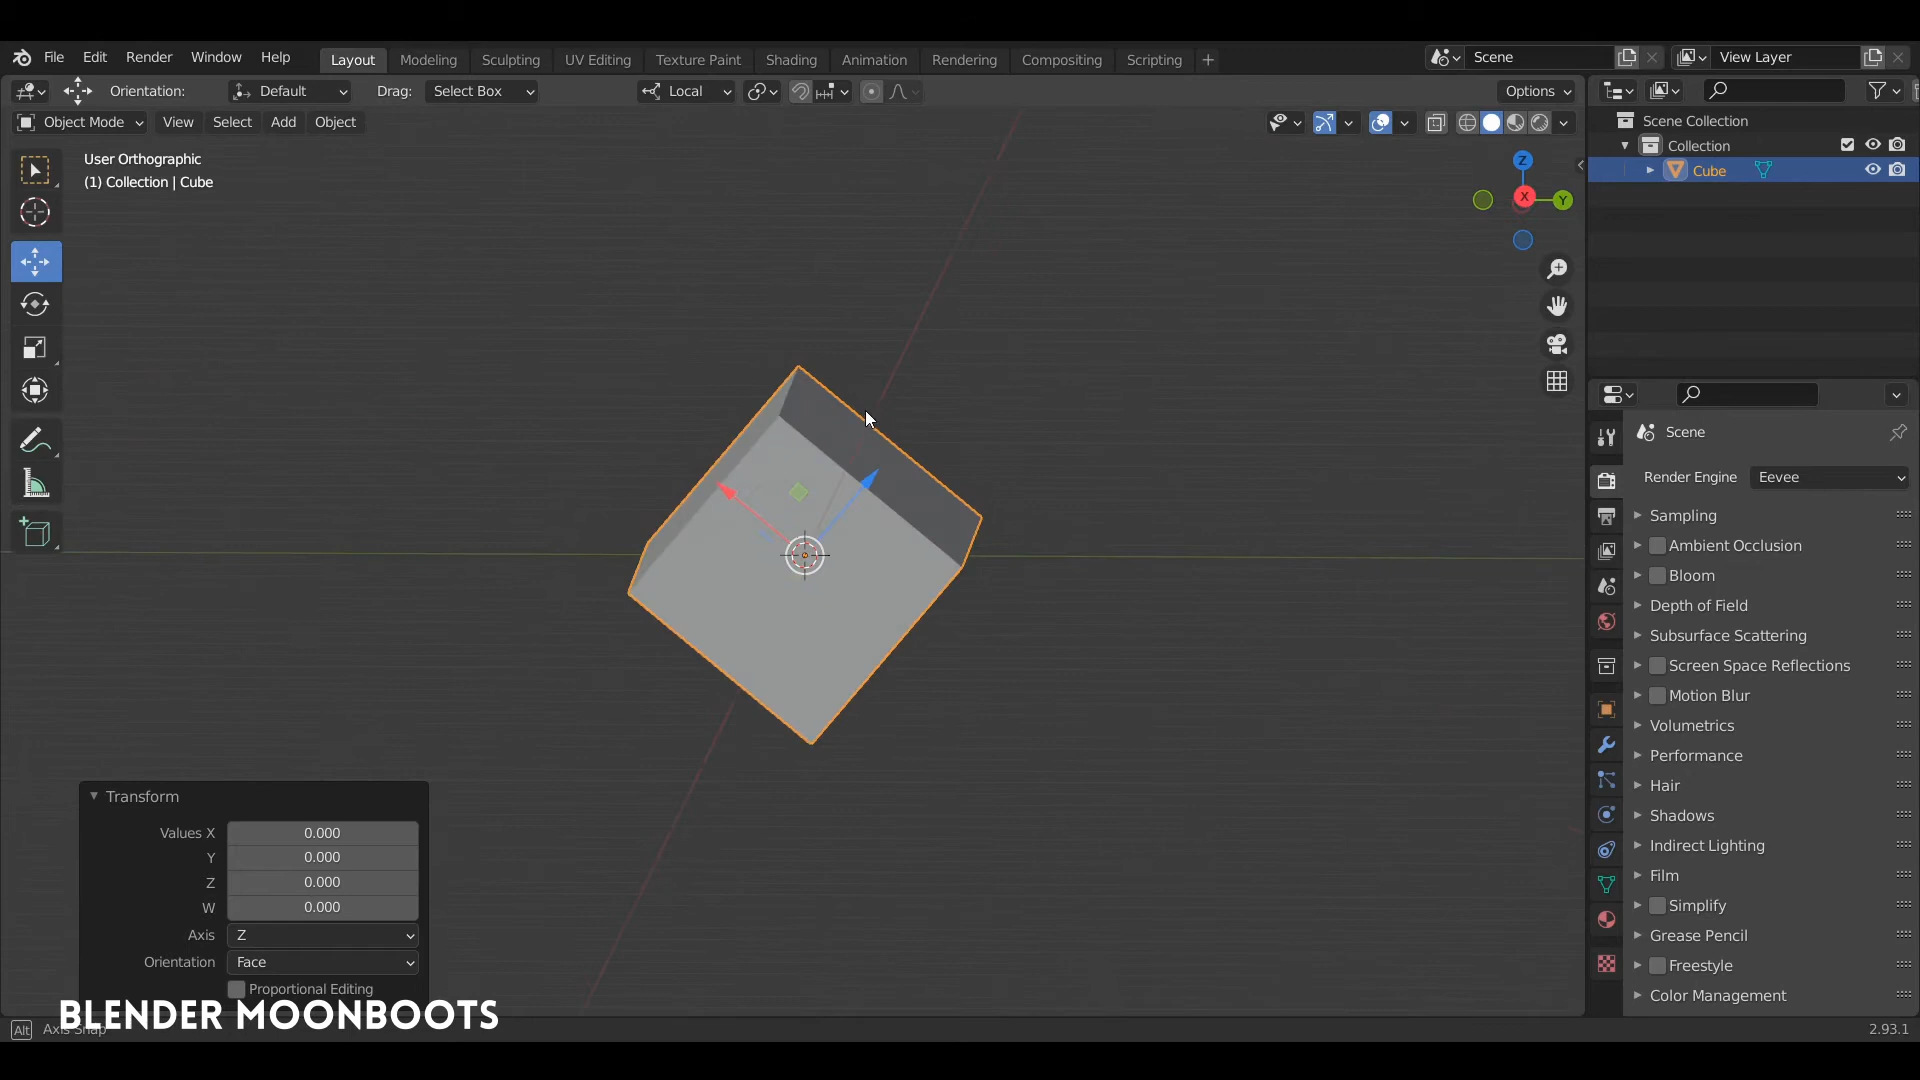 File Edit Render Window Help Layout Modeling Sculpting UV Editing Texture Paint Shading Animation Rendering Compositing Scripting + Scene View Layer
Orientation: Default Drag: Select Box Local Options
Object Mode View Select Add Object
User Orthographic
(1) Collection | Cube
Z
X
Y
Scene Collection
Collection
Cube
Scene
Render Engine Eevee
Sampling
Ambient Occlusion
Bloom
Depth of Field
Subsurface Scattering
Screen Space Reflections
Motion Blur
Volumetrics
Performance
Hair
Shadows
Indirect Lighting
Film
Simplify
Grease Pencil
Freestyle
Color Management
Transform
Values X 0.000
Y 0.000
Z 0.000
W 0.000
Axis Z
Orientation Face
Proportional Editing
BLENDER MOONBOOTS
Alt Axis Snap
2.93.1